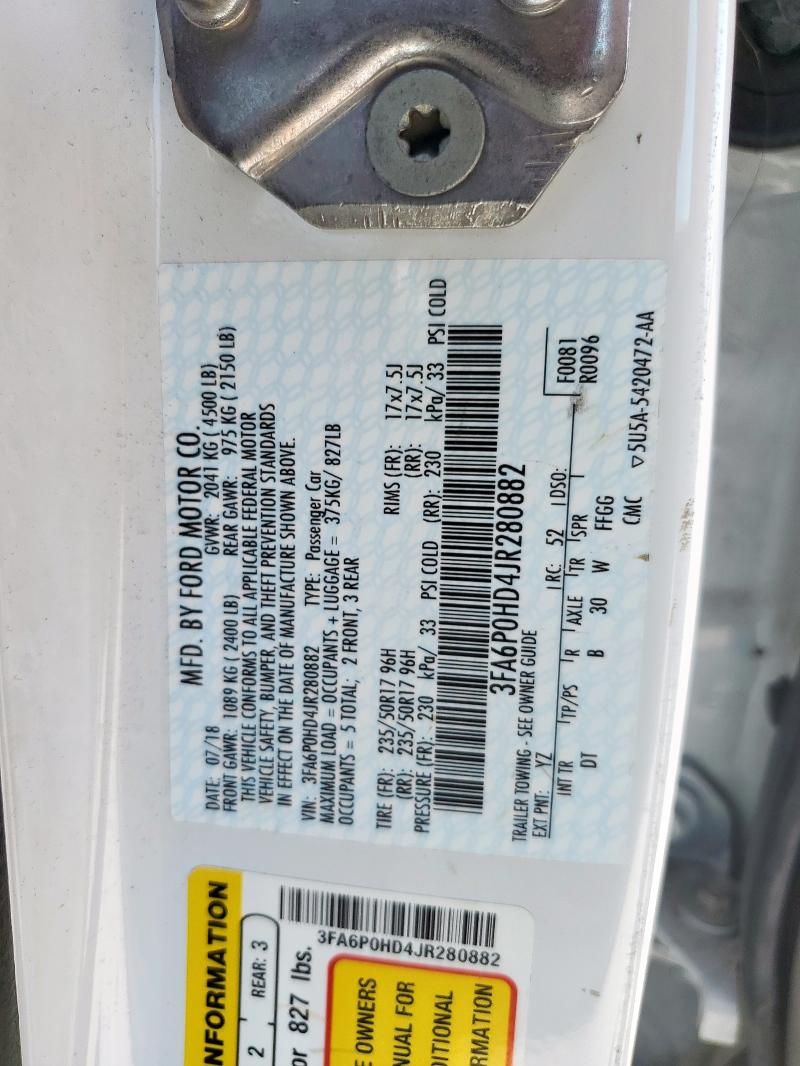 MFD. BY FORD MOTOR CO.
DATE: 07/18 GVWR: 2041 KG ( 4500 LB)
FRONT GAWR: 1089 KG ( 2400 LB) REAR GAWR: 975 KG ( 2150 LB)
THIS VEHICLE CONFORMS TO ALL APPLICABLE FEDERAL MOTOR
VEHICLE SAFETY, BUMPER, AND THEFT PREVENTION STANDARDS
IN EFFECT ON THE DATE OF MANUFACTURE SHOWN ABOVE.
VIN: 3FA6P0HD4JR280882 TYPE: Passenger Car
MAXIMUM LOAD = OCCUPANTS + LUGGAGE = 375KG/ 827LB
OCCUPANTS = 5 TOTAL; 2 FRONT, 3 REAR
TIRE (FR): 235/50R17 96H RIMS (FR): 17x7.5J
(RR): 235/50R17 96H (RR): 17x7.5J
PRESSURE (FR): 230 kPa/ 33 PSI COLD (RR): 230 kPa/ 33 PSI COLD
3FA6P0HD4JR280882
TRAILER TOWING - SEE OWNER GUIDE
EXT PNT: YZ RC: 52 DSO: F0081
R0096
INT TR TP/PS R AXLE TR SPR
DT B 30 W FFGG
CMC ▽5U5A-5420472-AA
NFORMATION
2 REAR: 3
or 827 lbs.
3FA6P0HD4JR280882
E OWNERS
NUAL FOR
DITIONAL
RMATION